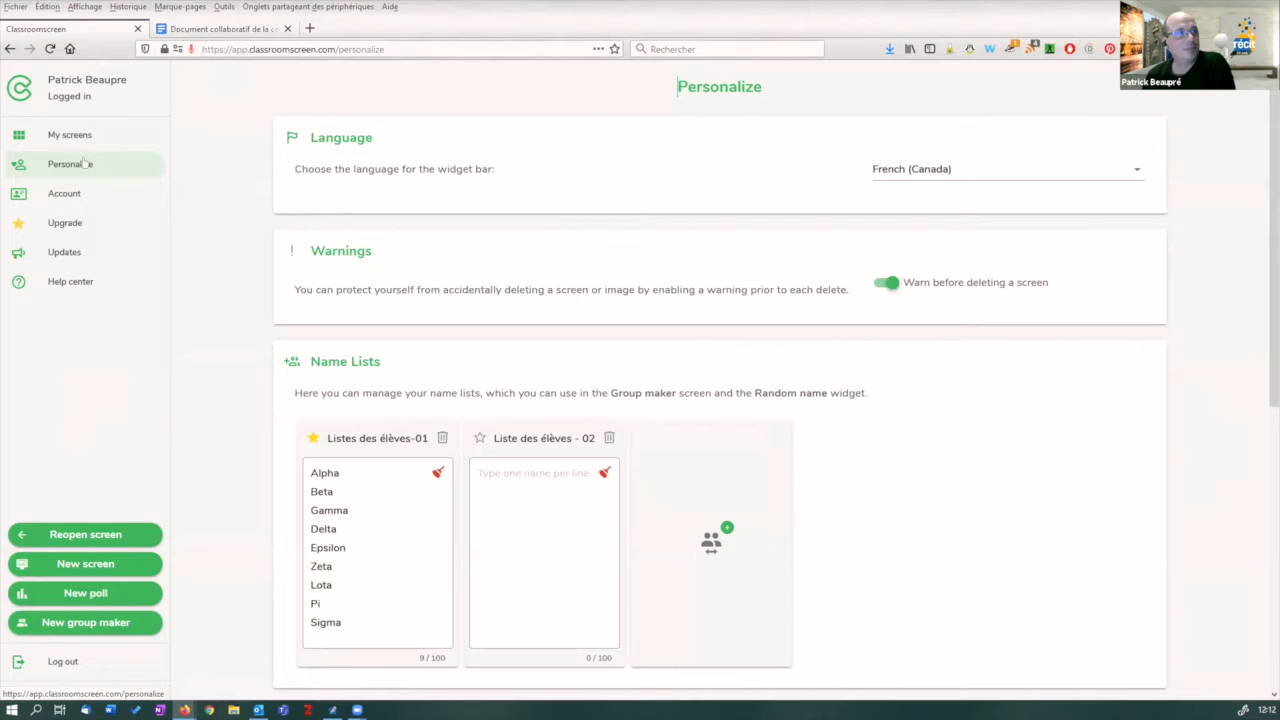 Fichier Édition Affichage Historique Marque-pages Outils Onglets partageant des périphériques Aide
Classroomscreen
Document collaboratif de la c
https://app.classroomscreen.com/personalize
Rechercher
récit
Patrick Beaupré
Patrick Beaupre
Logged in
My screens
Personalize
Account
Upgrade
Updates
Help center
Reopen screen
New screen
New poll
New group maker
Log out
Personalize
Language
Choose the language for the widget bar:
French (Canada)
Warnings
You can protect yourself from accidentally deleting a screen or image by enabling a warning prior to each delete.
Warn before deleting a screen
Name Lists
Here you can manage your name lists, which you can use in the Group maker screen and the Random name widget.
Listes des élèves-01
Alpha
Beta
Gamma
Delta
Epsilon
Zeta
Lota
Pi
Sigma
9 / 100
Liste des élèves - 02
Type one name per line
0 / 100
https://app.classroomscreen.com/personalize
12:12